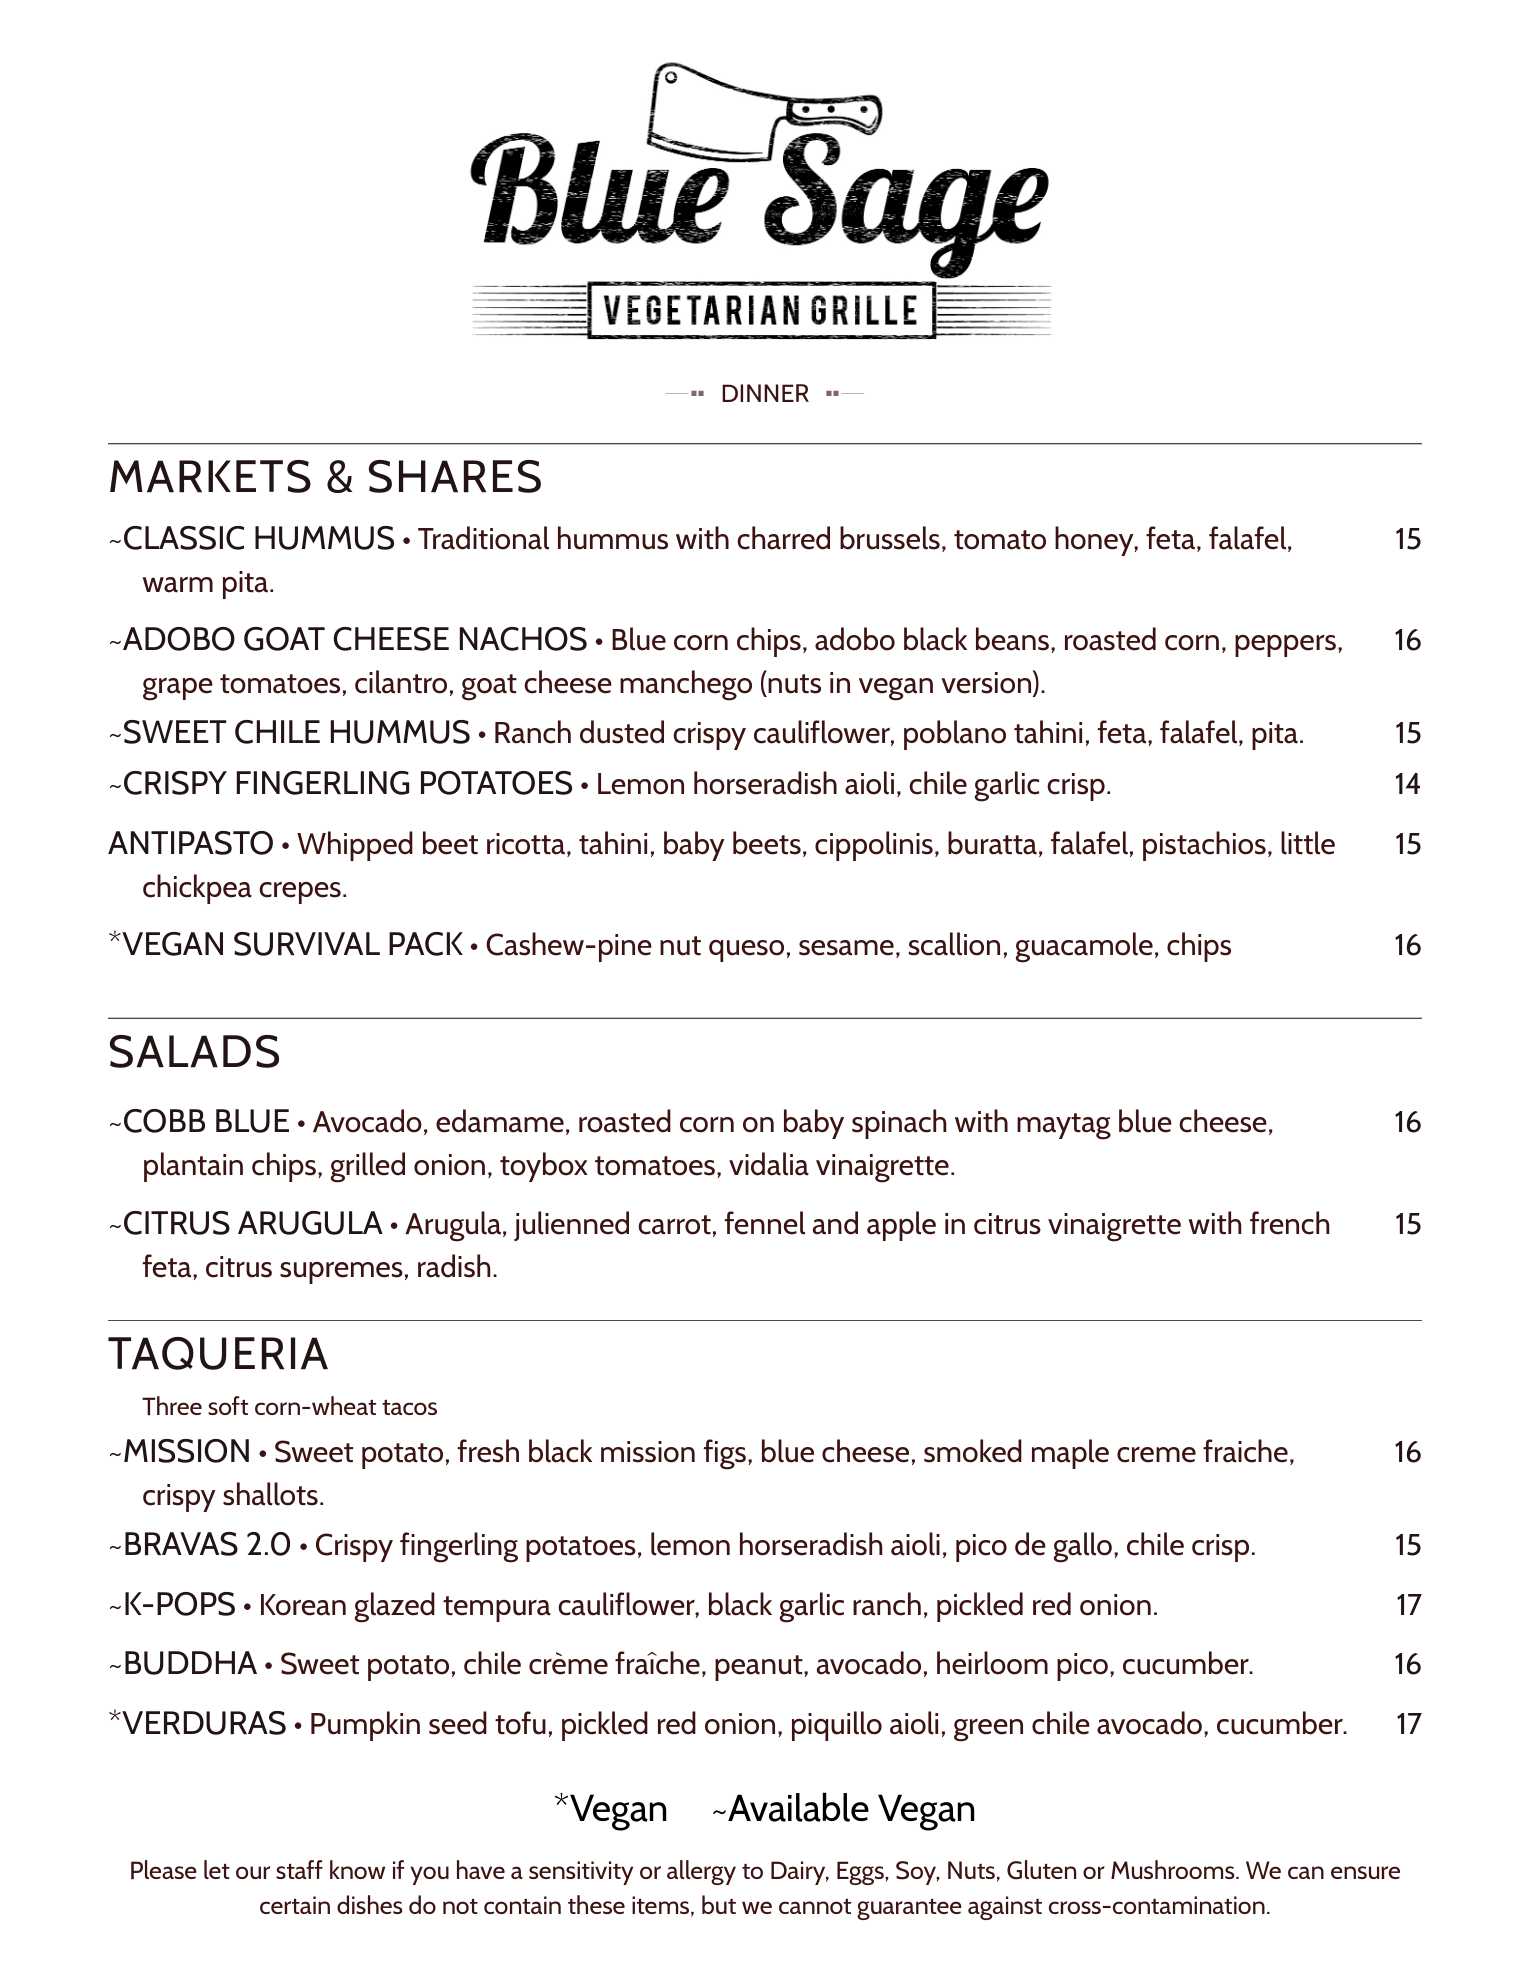 Blue Sage
VEGETARIAN GRILLE
DINNER
MARKETS & SHARES
~CLASSIC HUMMUS • Traditional hummus with charred brussels, tomato honey, feta, falafel, 15
warm pita.
~ADOBO GOAT CHEESE NACHOS • Blue corn chips, adobo black beans, roasted corn, peppers, 16
grape tomatoes, cilantro, goat cheese manchego (nuts in vegan version).
~SWEET CHILE HUMMUS • Ranch dusted crispy cauliflower, poblano tahini, feta, falafel, pita. 15
~CRISPY FINGERLING POTATOES • Lemon horseradish aioli, chile garlic crisp. 14
ANTIPASTO • Whipped beet ricotta, tahini, baby beets, cippolinis, buratta, falafel, pistachios, little 15
chickpea crepes.
*VEGAN SURVIVAL PACK • Cashew-pine nut queso, sesame, scallion, guacamole, chips 16
SALADS
~COBB BLUE • Avocado, edamame, roasted corn on baby spinach with maytag blue cheese, 16
plantain chips, grilled onion, toybox tomatoes, vidalia vinaigrette.
~CITRUS ARUGULA • Arugula, julienned carrot, fennel and apple in citrus vinaigrette with french 15
feta, citrus supremes, radish.
TAQUERIA
Three soft corn-wheat tacos
~MISSION • Sweet potato, fresh black mission figs, blue cheese, smoked maple creme fraiche, 16
crispy shallots.
~BRAVAS 2.0 • Crispy fingerling potatoes, lemon horseradish aioli, pico de gallo, chile crisp. 15
~K-POPS • Korean glazed tempura cauliflower, black garlic ranch, pickled red onion. 17
~BUDDHA • Sweet potato, chile crème fraîche, peanut, avocado, heirloom pico, cucumber. 16
*VERDURAS • Pumpkin seed tofu, pickled red onion, piquillo aioli, green chile avocado, cucumber. 17
*Vegan ~Available Vegan
Please let our staff know if you have a sensitivity or allergy to Dairy, Eggs, Soy, Nuts, Gluten or Mushrooms. We can ensure
certain dishes do not contain these items, but we cannot guarantee against cross-contamination.